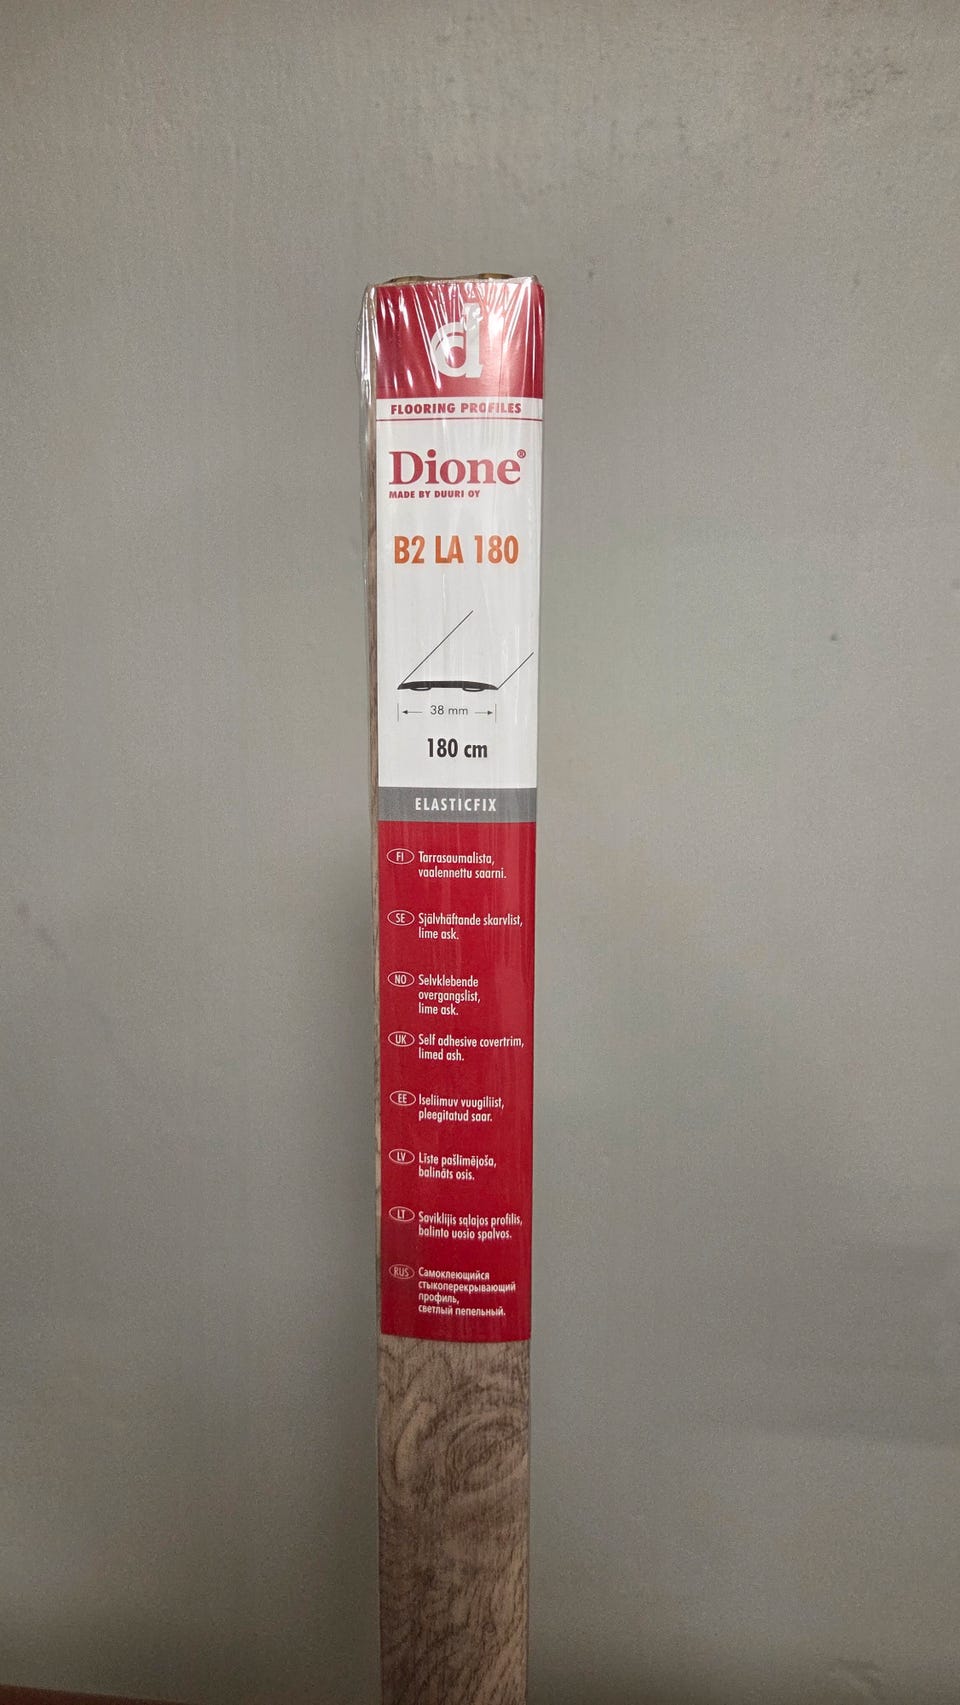 d
FLOORING PROFILES
Dione®
MADE BY DUURI OY
B2 LA 180
38 mm
180 cm
ELASTICFIX
FI Tarrasaumalista,
vaalennettu saarni.
SE Självhäftande skarvlist,
lime ask.
NO Selvklebende
overgangslist,
lime ask.
UK Self adhesive covertrim,
limed ash.
EE Iseliimuv vuugiliist,
pleegitatud saar.
LV Līste pašlīmējoša,
balināts osis.
LT Saviklijis sąlajos profilis,
balinto uosio spalvos.
RUS Самоклеющийся
стыкоперекрывающий
профиль,
светлый пепельный.